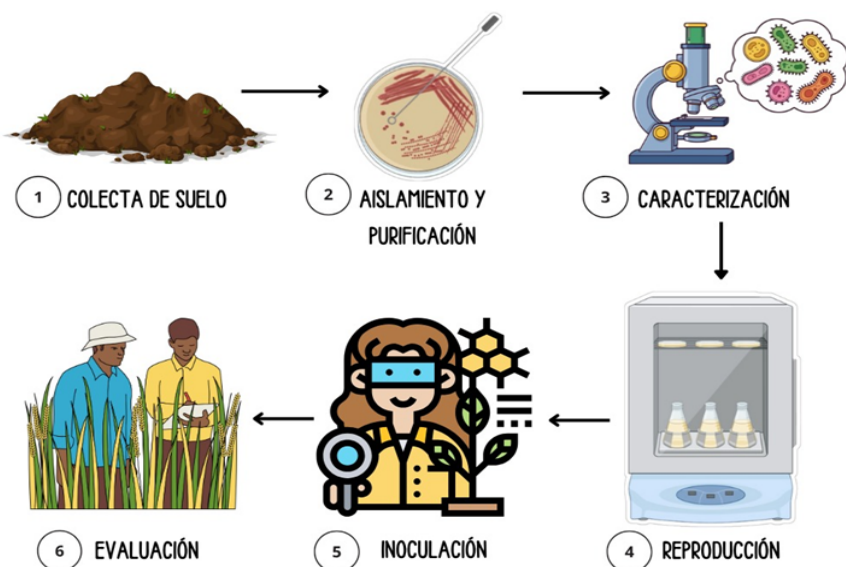 1 COLECTA DE SUELO
2 AISLAMIENTO Y
PURIFICACIÓN
3 CARACTERIZACIÓN
4 REPRODUCCIÓN
5 INOCULACIÓN
6 EVALUACIÓN